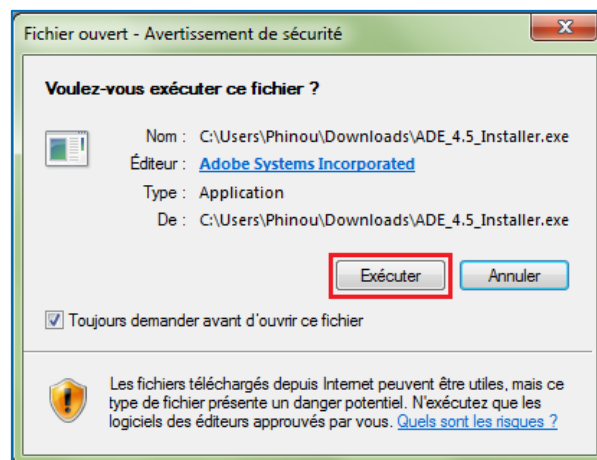 Fichier ouvert - Avertissement de sécurité
Voulez-vous exécuter ce fichier ?
Nom : C:\Users\Phinou\Downloads\ADE_4.5_Installer.exe
Éditeur : Adobe Systems Incorporated
Type : Application
De : C:\Users\Phinou\Downloads\ADE_4.5_Installer.exe
Exécuter Annuler
Toujours demander avant d'ouvrir ce fichier
Les fichiers téléchargés depuis Internet peuvent être utiles, mais ce
type de fichier présente un danger potentiel. N'exécutez que les
logiciels des éditeurs approuvés par vous. Quels sont les risques ?